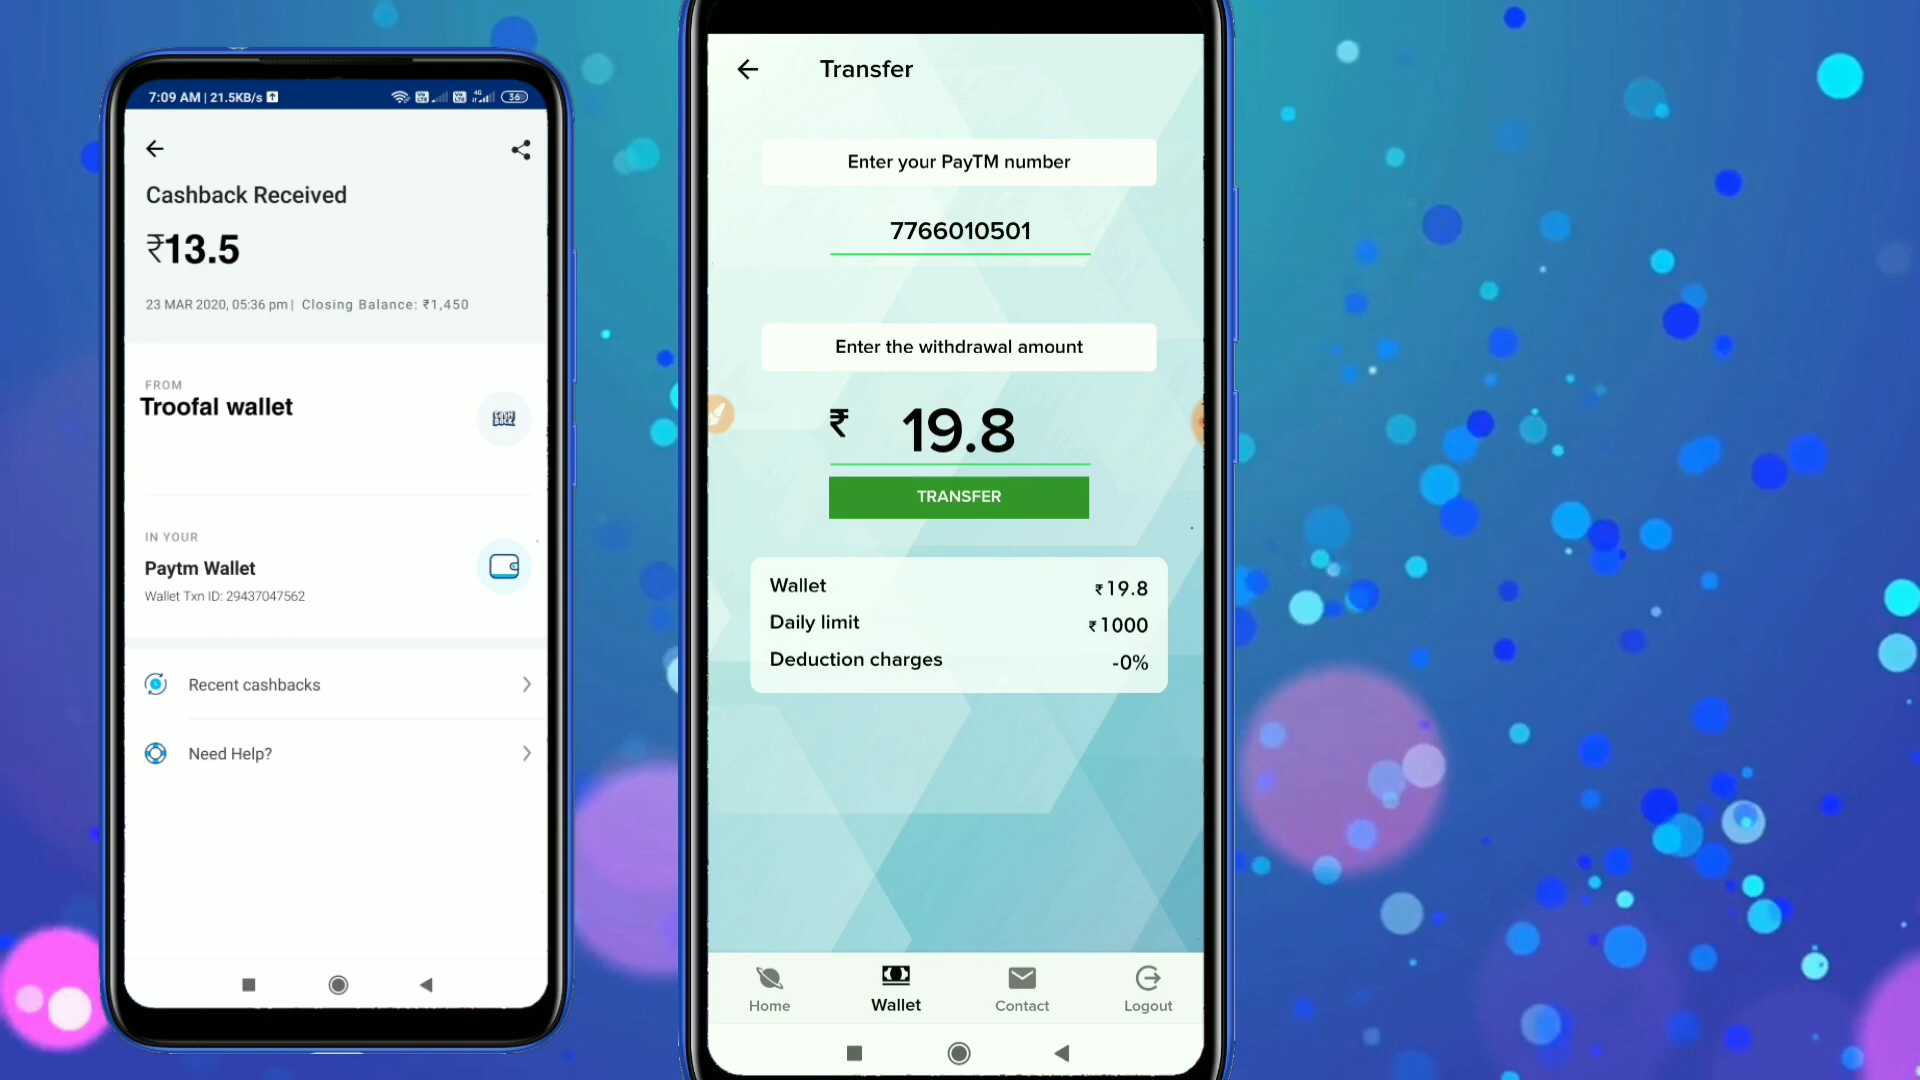 7:09 AM | 21.5KB/s
36
Cashback Received
₹13.5
23 MAR 2020, 05:36 pm | Closing Balance: ₹1,450
FROM
Troofal wallet
CASH BACK
IN YOUR
Paytm Wallet
Wallet Txn ID: 29437047562
Recent cashbacks
Need Help?
Transfer
Enter your PayTM number
7766010501
Enter the withdrawal amount
₹ 19.8
TRANSFER
Wallet ₹19.8
Daily limit ₹1000
Deduction charges -0%
Home
Wallet
Contact
Logout